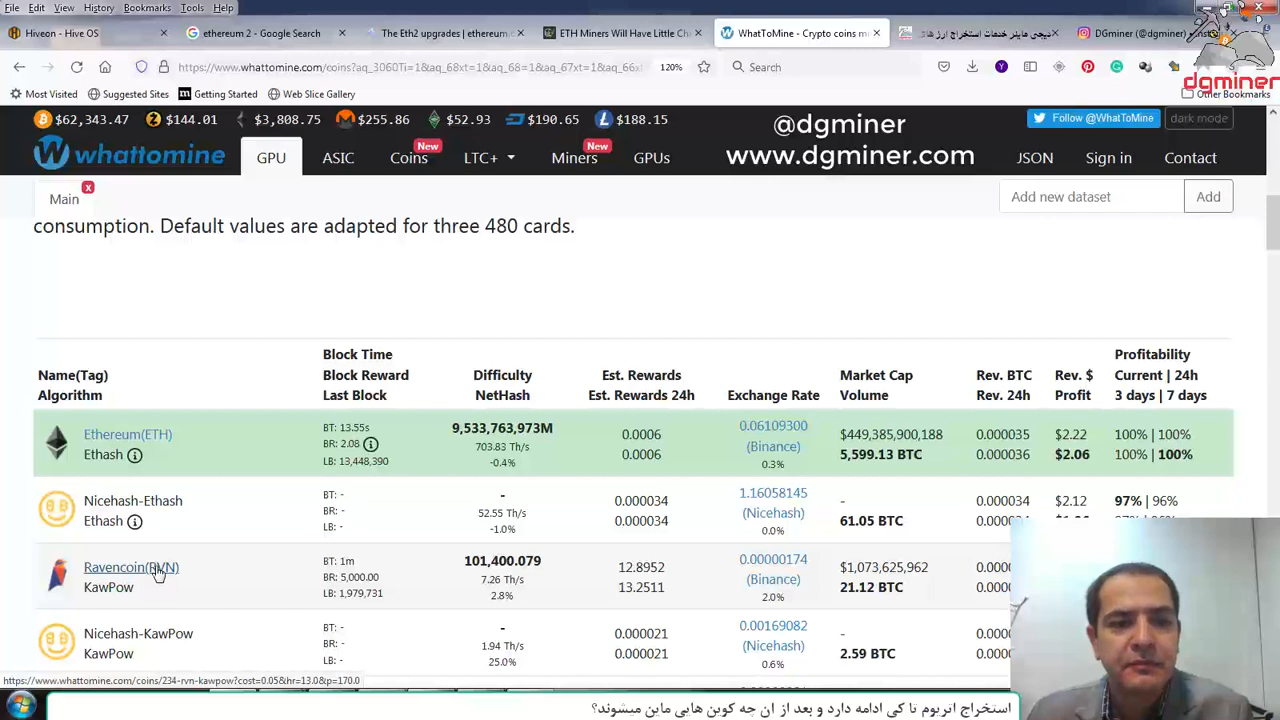 File Edit View History Bookmarks Tools Help
Hiveon - Hive OS
ethereum 2 - Google Search
The Eth2 upgrades | ethereum.o
ETH Miners Will Have Little Ch
WhatToMine - Crypto coins m
دیجی ماینر خدمات استخراج ارز های
DGminer (@dgminer)
https://www.whattomine.com/coins?aq_3060Ti=1&aq_68xt=1&aq_68=1&aq_67xt=1&aq_66x
120%
Search
dgminer
Most Visited Suggested Sites Getting Started Web Slice Gallery
Other Bookmarks
$62,343.47 $144.01 $3,808.75 $255.86 $52.93 $190.65 $188.15
@dgminer
Follow @WhatToMine
dark mode
whattomine
GPU ASIC Coins New LTC+ Miners New GPUs
www.dgminer.com
JSON Sign in Contact
Main x
Add new dataset Add
consumption. Default values are adapted for three 480 cards.
Block Time Profitability
Name(Tag) Block Reward Difficulty Est. Rewards Market Cap Rev. BTC Rev. $ Current | 24h
Algorithm Last Block NetHash Est. Rewards 24h Exchange Rate Volume Rev. 24h Profit 3 days | 7 days
Ethereum(ETH) BT: 13.55s 9,533,763,973M 0.0006 0.06109300 $449,385,900,188 0.000035 $2.22 100% | 100%
BR: 2.08 703.83 Th/s (Binance)
Ethash LB: 13,448,390 -0.4% 0.0006 0.3% 5,599.13 BTC 0.000036 $2.06 100% | 100%
Nicehash-Ethash BT: - - 0.000034 1.16058145 - 0.000034 $2.12 97% | 96%
BR: - 52.55 Th/s (Nicehash)
Ethash LB: - -1.0% 0.000034 0.0% 61.05 BTC 0.000034
Ravencoin(RVN) BT: 1m 101,400.079 12.8952 0.00000174 $1,073,625,962
BR: 5,000.00 7.26 Th/s (Binance)
KawPow LB: 1,979,731 2.8% 13.2511 2.0% 21.12 BTC
Nicehash-KawPow BT: - - 0.000021 0.00169082 -
BR: - 1.94 Th/s (Nicehash)
KawPow LB: - 25.0% 0.000021 0.6% 2.59 BTC
https://www.whattomine.com/coins/234-rvn-kawpow?cost=0.05&hr=13.0&p=170.0
استخراج اتریوم تا کی ادامه دارد و بعد از ان چه کوین هایی ماین میشوند؟